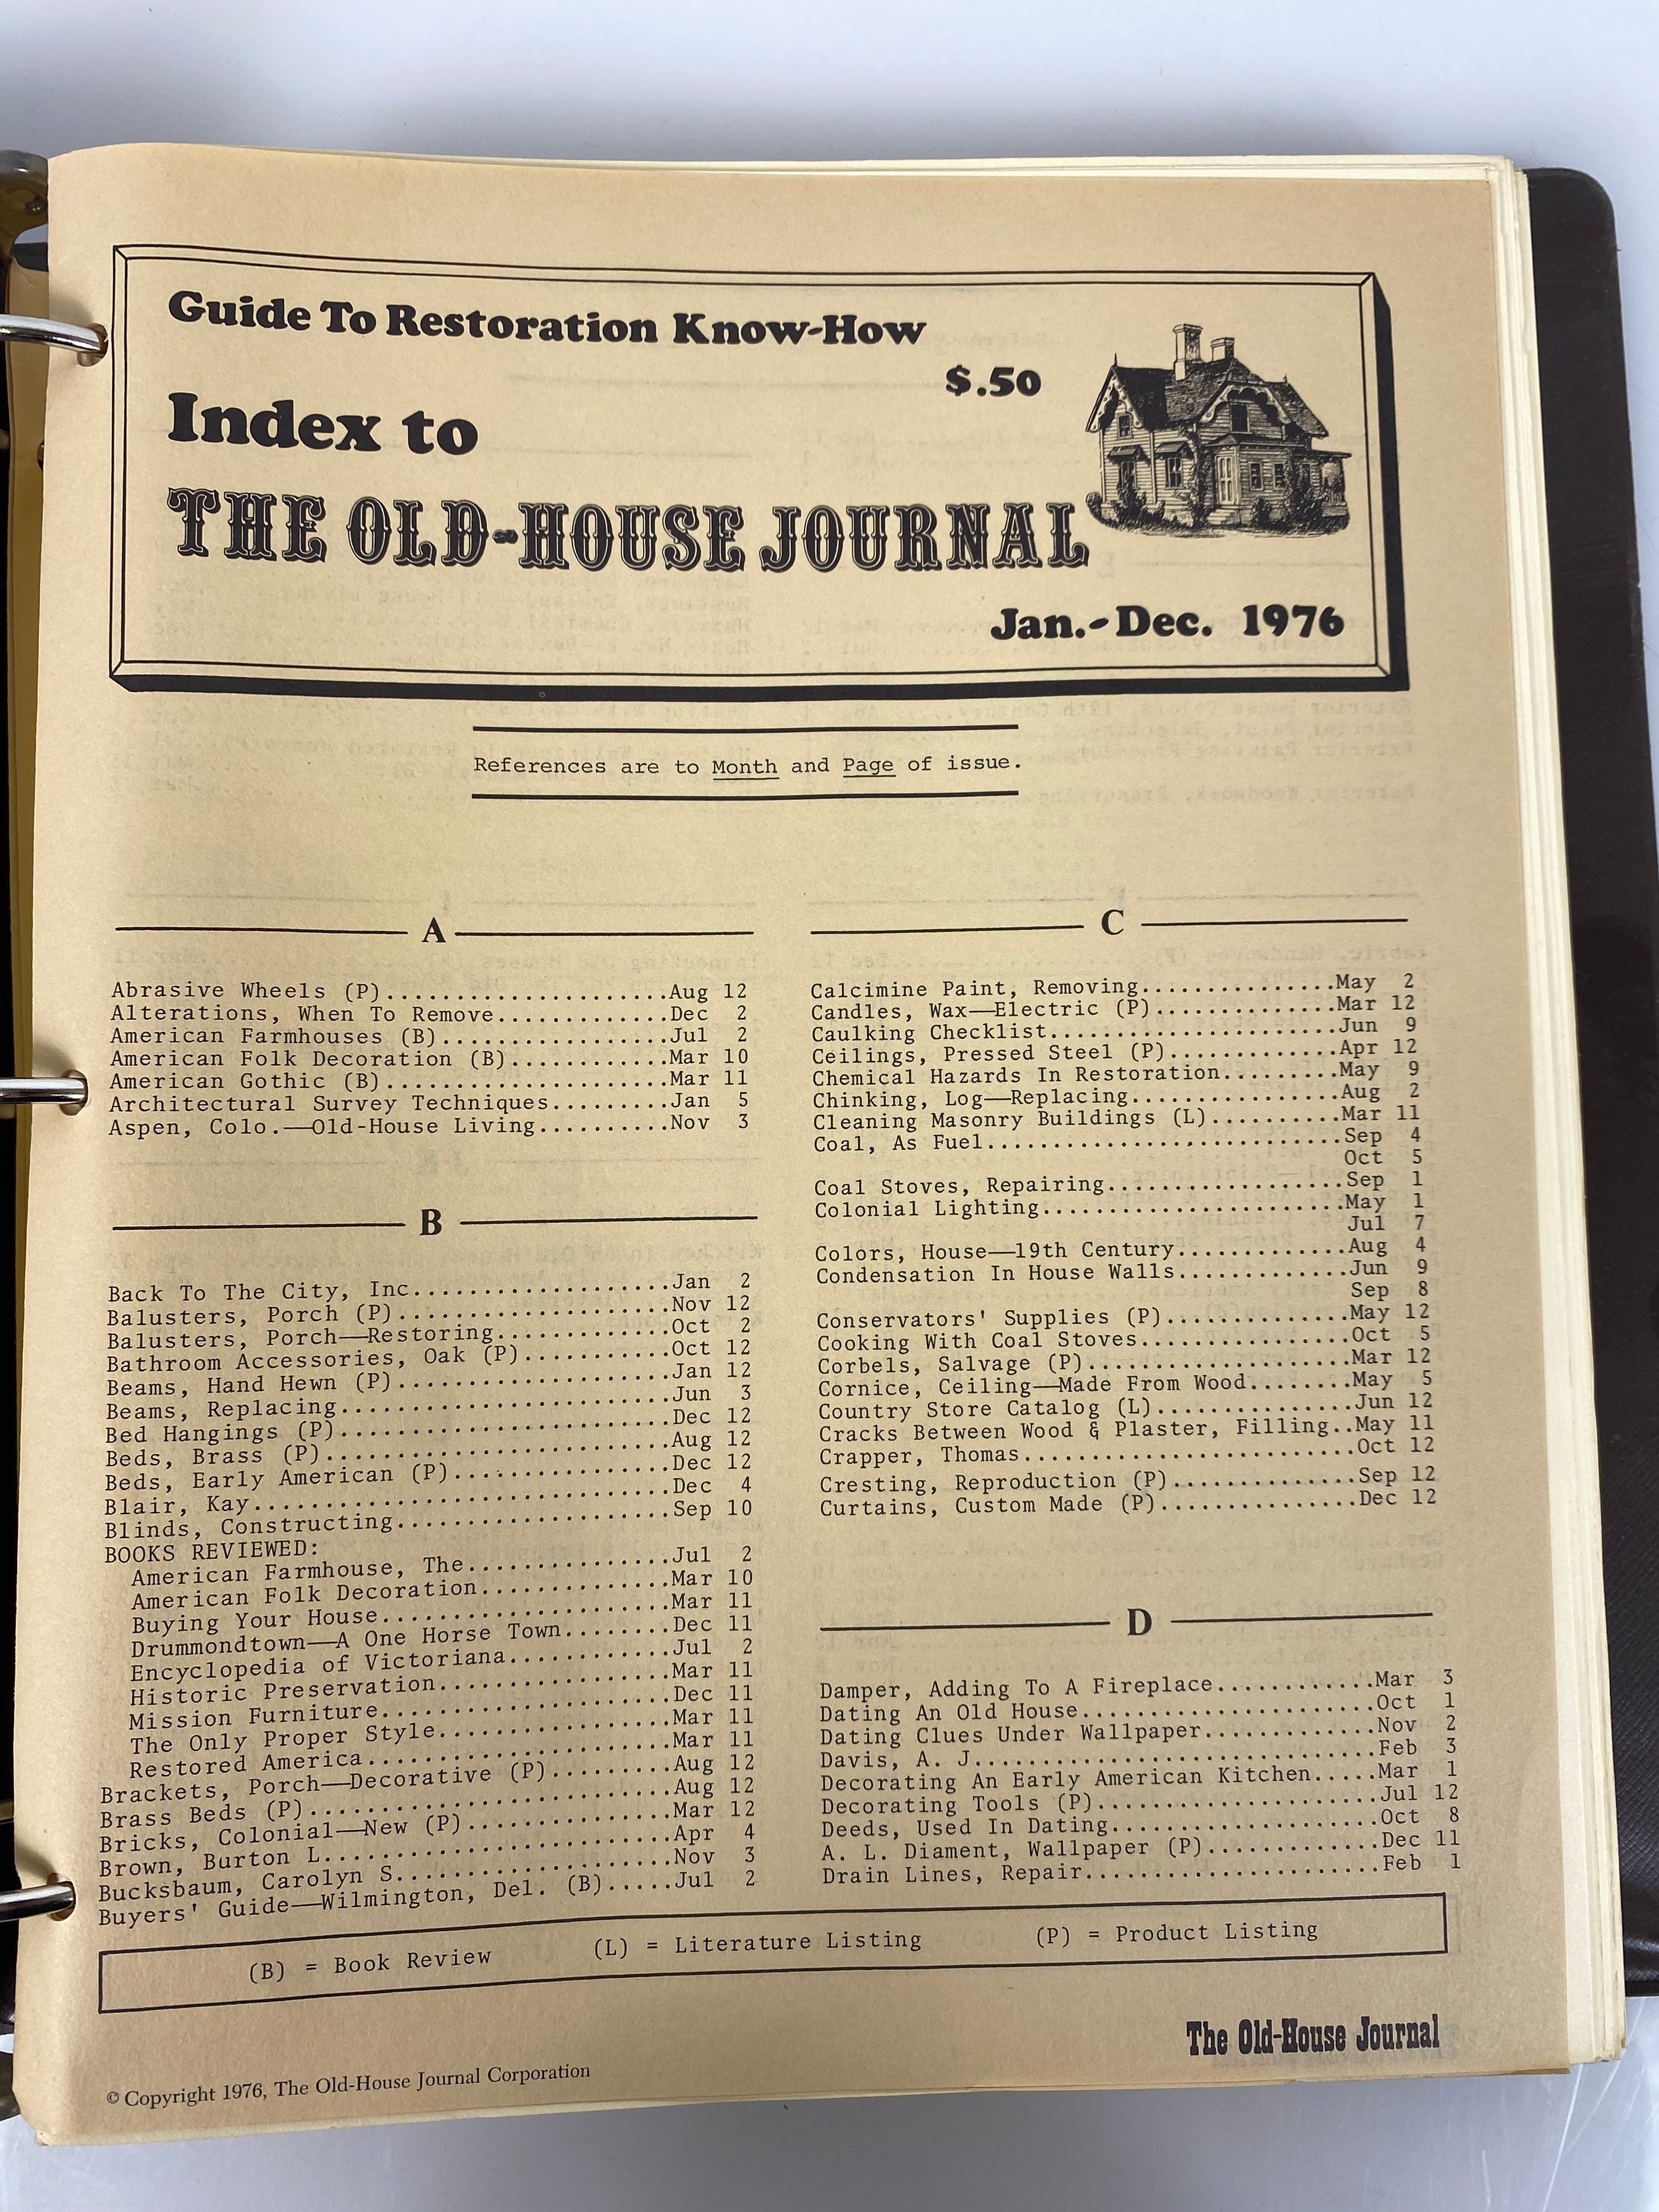 Guide To Restoration Know-How
$.50
Index to
THE OLD-HOUSE JOURNAL
Jan.-Dec. 1976
References are to Month and Page of issue.
A
Abrasive Wheels (P)......................Aug 12
Alterations, When To Remove..............Dec 2
American Farmhouses (B)..................Jul 2
American Folk Decoration (B)............Mar 10
American Gothic (B)......................Mar 11
Architectural Survey Techniques..........Jan 5
Aspen, Colo.—Old-House Living............Nov 3
B
Back To The City, Inc....................Jan 2
Balusters, Porch (P).....................Nov 12
Balusters, Porch—Restoring...............Oct 2
Bathroom Accessories, Oak (P)............Oct 12
Beams, Hand Hewn (P).....................Jan 12
Beams, Replacing.........................Jun 3
Bed Hangings (P).........................Dec 12
Beds, Brass (P)..........................Aug 12
Beds, Early American (P).................Dec 12
Blair, Kay...............................Dec 4
Blinds, Constructing.....................Sep 10
BOOKS REVIEWED:
American Farmhouse, The..................Jul 2
American Folk Decoration.................Mar 10
Buying Your House........................Mar 11
Drummondtown—A One Horse Town............Dec 11
Encyclopedia of Victoriana...............Jul 2
Historic Preservation....................Mar 11
Mission Furniture........................Dec 11
The Only Proper Style....................Mar 11
Restored America.........................Mar 11
Brackets, Porch—Decorative (P)...........Aug 12
Brass Beds (P)...........................Aug 12
Bricks, Colonial—New (P).................Mar 12
Brown, Burton L..........................Apr 4
Bucksbaum, Carolyn S.....................Nov 3
Buyers' Guide—Wilmington, Del. (B).....Jul 2
C
Calcimine Paint, Removing...............May 2
Candles, Wax—Electric (P)...............Mar 12
Caulking Checklist......................Jun 9
Ceilings, Pressed Steel (P).............Apr 12
Chemical Hazards In Restoration.........May 9
Chinking, Log—Replacing.................Aug 2
Cleaning Masonry Buildings (L)..........Mar 11
Coal, As Fuel...........................Sep 4
Oct 5
Coal Stoves, Repairing..................Sep 1
Colonial Lighting.......................May 1
Jul 7
Colors, House—19th Century..............Aug 4
Condensation In House Walls.............Jun 9
Sep 8
Conservators' Supplies (P)..............May 12
Cooking With Coal Stoves................Oct 5
Corbels, Salvage (P)....................Mar 12
Cornice, Ceiling—Made From Wood........May 5
Country Store Catalog (L)...............Jun 12
Cracks Between Wood & Plaster, Filling..May 11
Crapper, Thomas.........................Oct 12
Cresting, Reproduction (P)..............Sep 12
Curtains, Custom Made (P)...............Dec 12
D
Damper, Adding To A Fireplace............Mar 3
Dating An Old House......................Oct 1
Dating Clues Under Wallpaper.............Nov 2
Davis, A. J..............................Feb 3
Decorating An Early American Kitchen.....Mar 1
Decorating Tools (P).....................Jul 12
Deeds, Used In Dating....................Oct 8
A. L. Diament, Wallpaper (P).............Dec 11
Drain Lines, Repair......................Feb 1
(B) = Book Review (L) = Literature Listing (P) = Product Listing
The Old-House Journal
© Copyright 1976, The Old-House Journal Corporation